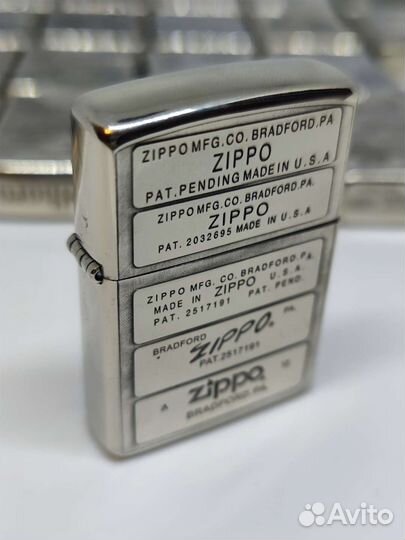 ZIPPO MFG. CO. BRADFORD. PA
ZIPPO
PAT. PENDING MADE IN U.S.A
ZIPPO MFG. CO. BRADFORD. PA.
ZIPPO
PAT. 2032695 MADE IN U.S.A
ZIPPO MFG. CO. BRADFORD. PA.
MADE IN ZIPPO U.S.A.
PAT. 2517191 PAT. PEND.
BRADFORD ZIPPO® PA.
PAT. 2517191
zippo
BRADFORD. PA
Avito